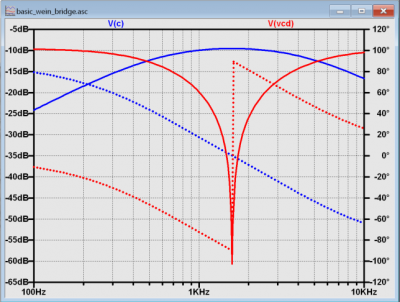 basic_wein_bridge.asc
V(c) V(vcd)
-5dB 120°
-10dB 100°
-15dB 80°
-20dB 60°
-25dB 40°
-30dB 20°
-35dB 0°
-40dB -20°
-45dB -40°
-50dB -60°
-55dB -80°
-60dB -100°
-65dB -120°
100Hz 1KHz 10KHz